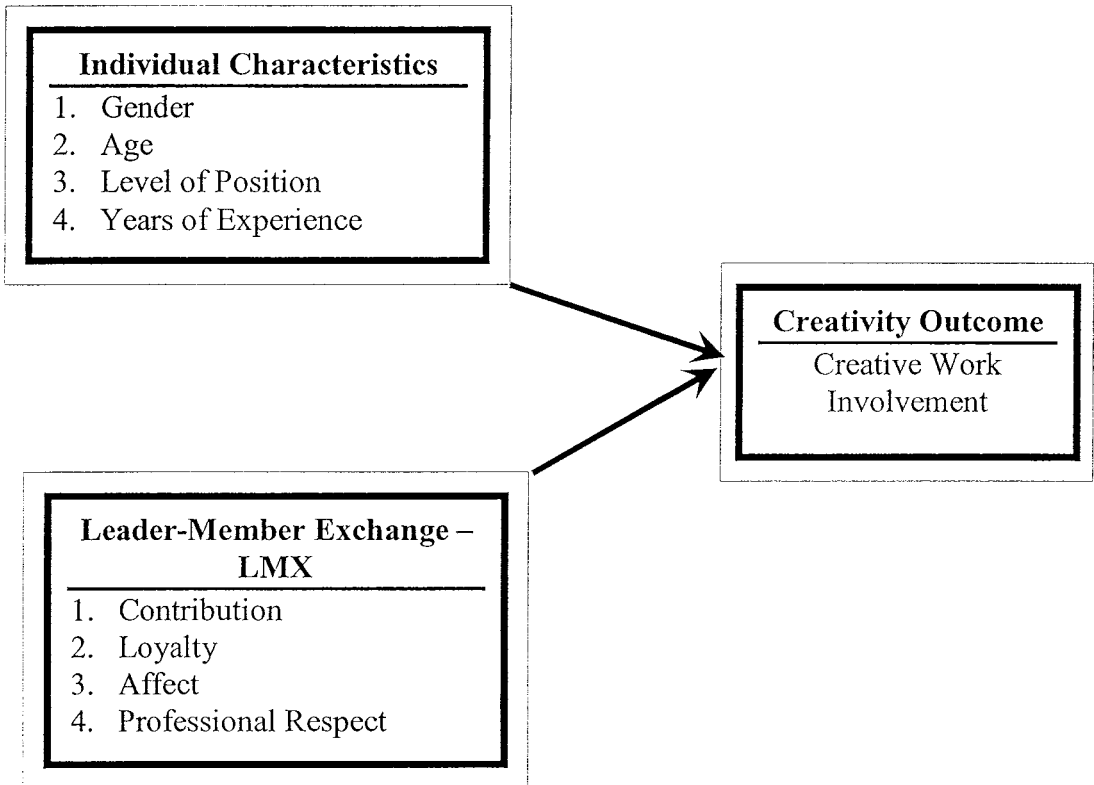 Individual Characteristics
1. Gender
2. Age
3. Level of Position
4. Years of Experience
Creativity Outcome
Creative Work
Involvement
Leader-Member Exchange –
LMX
1. Contribution
2. Loyalty
3. Affect
4. Professional Respect